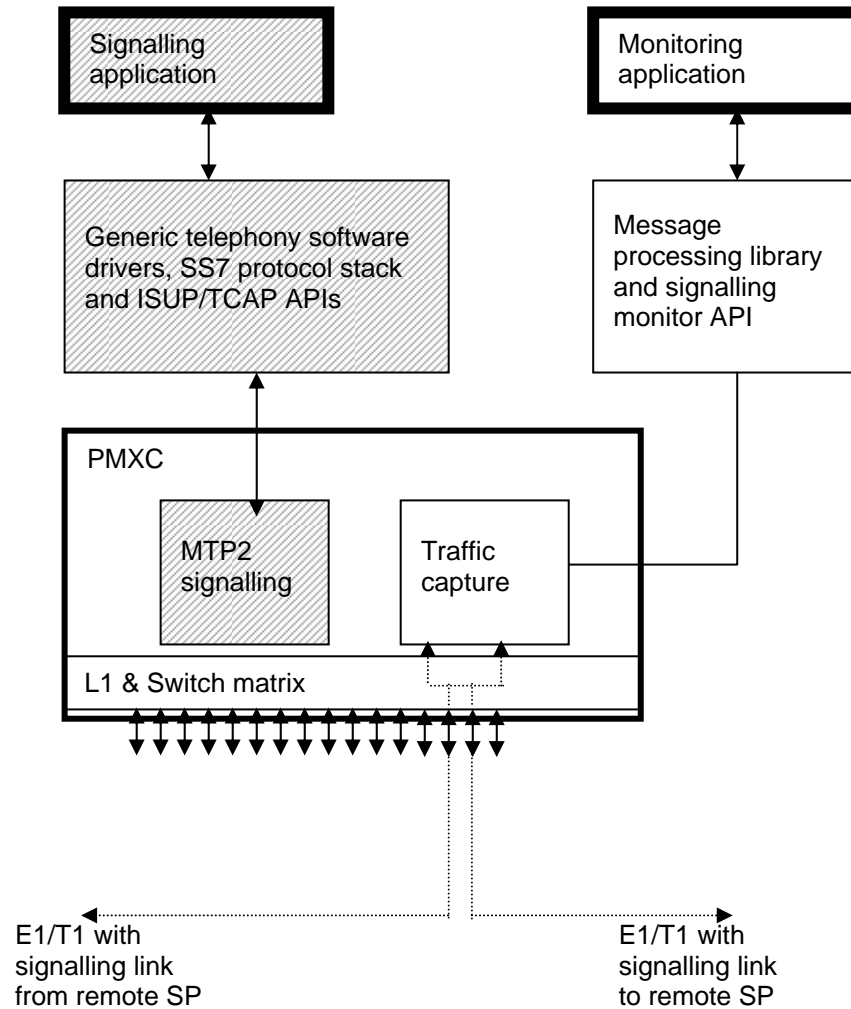 Signalling
application
Monitoring
application
Generic telephony software
drivers, SS7 protocol stack
and ISUP/TCAP APIs
Message
processing library
and signalling
monitor API
PMXC
MTP2
signalling
Traffic
capture
L1 & Switch matrix
E1/T1 with
signalling link
from remote SP
E1/T1 with
signalling link
to remote SP